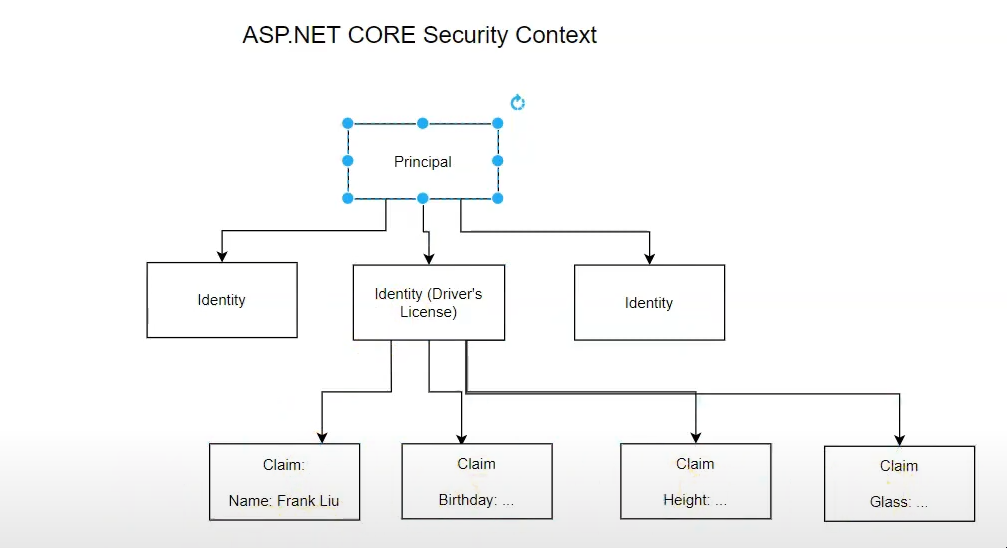 ASP.NET CORE Security Context
Principal
Identity
Identity (Driver's
License)
Identity
Claim:
Name: Frank Liu
Claim
Birthday: ...
Claim
Height: ...
Claim
Glass: ...